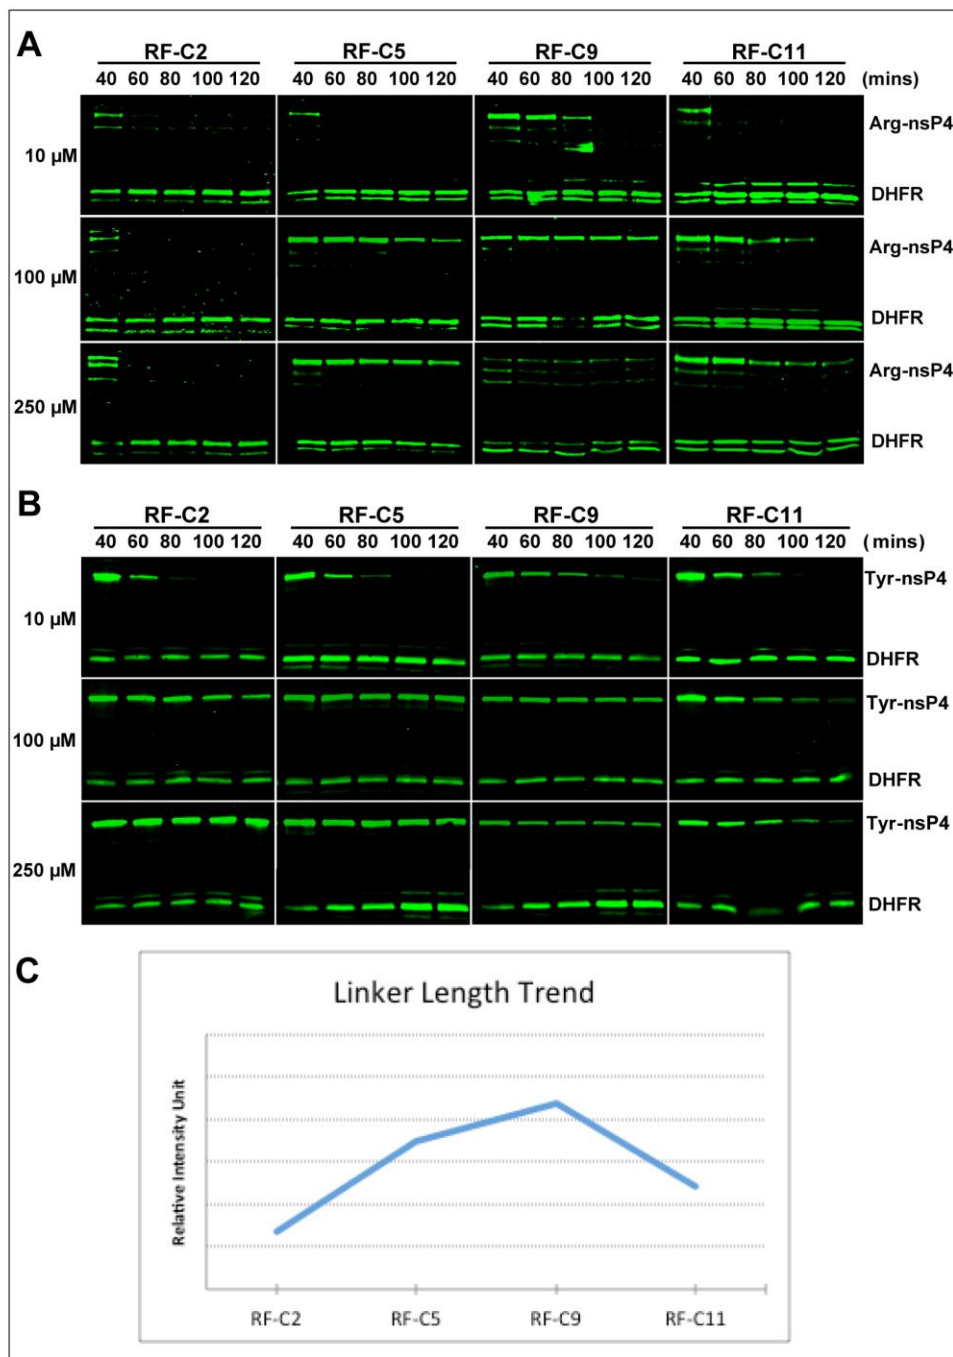 A
RF-C2 RF-C5 RF-C9 RF-C11
40 60 80 100 120 40 60 80 100 120 40 60 80 100 120 40 60 80 100 120 (mins)
Arg-nsP4
10 µM
DHFR
Arg-nsP4
100 µM
DHFR
Arg-nsP4
250 µM
DHFR
B
RF-C2 RF-C5 RF-C9 RF-C11
40 60 80 100 120 40 60 80 100 120 40 60 80 100 120 40 60 80 100 120 ( mins)
Tyr-nsP4
10 µM
DHFR
Tyr-nsP4
100 µM
DHFR
Tyr-nsP4
250 µM
DHFR
C
Linker Length Trend
Relative Intensity Unit
RF-C2 RF-C5 RF-C9 RF-C11